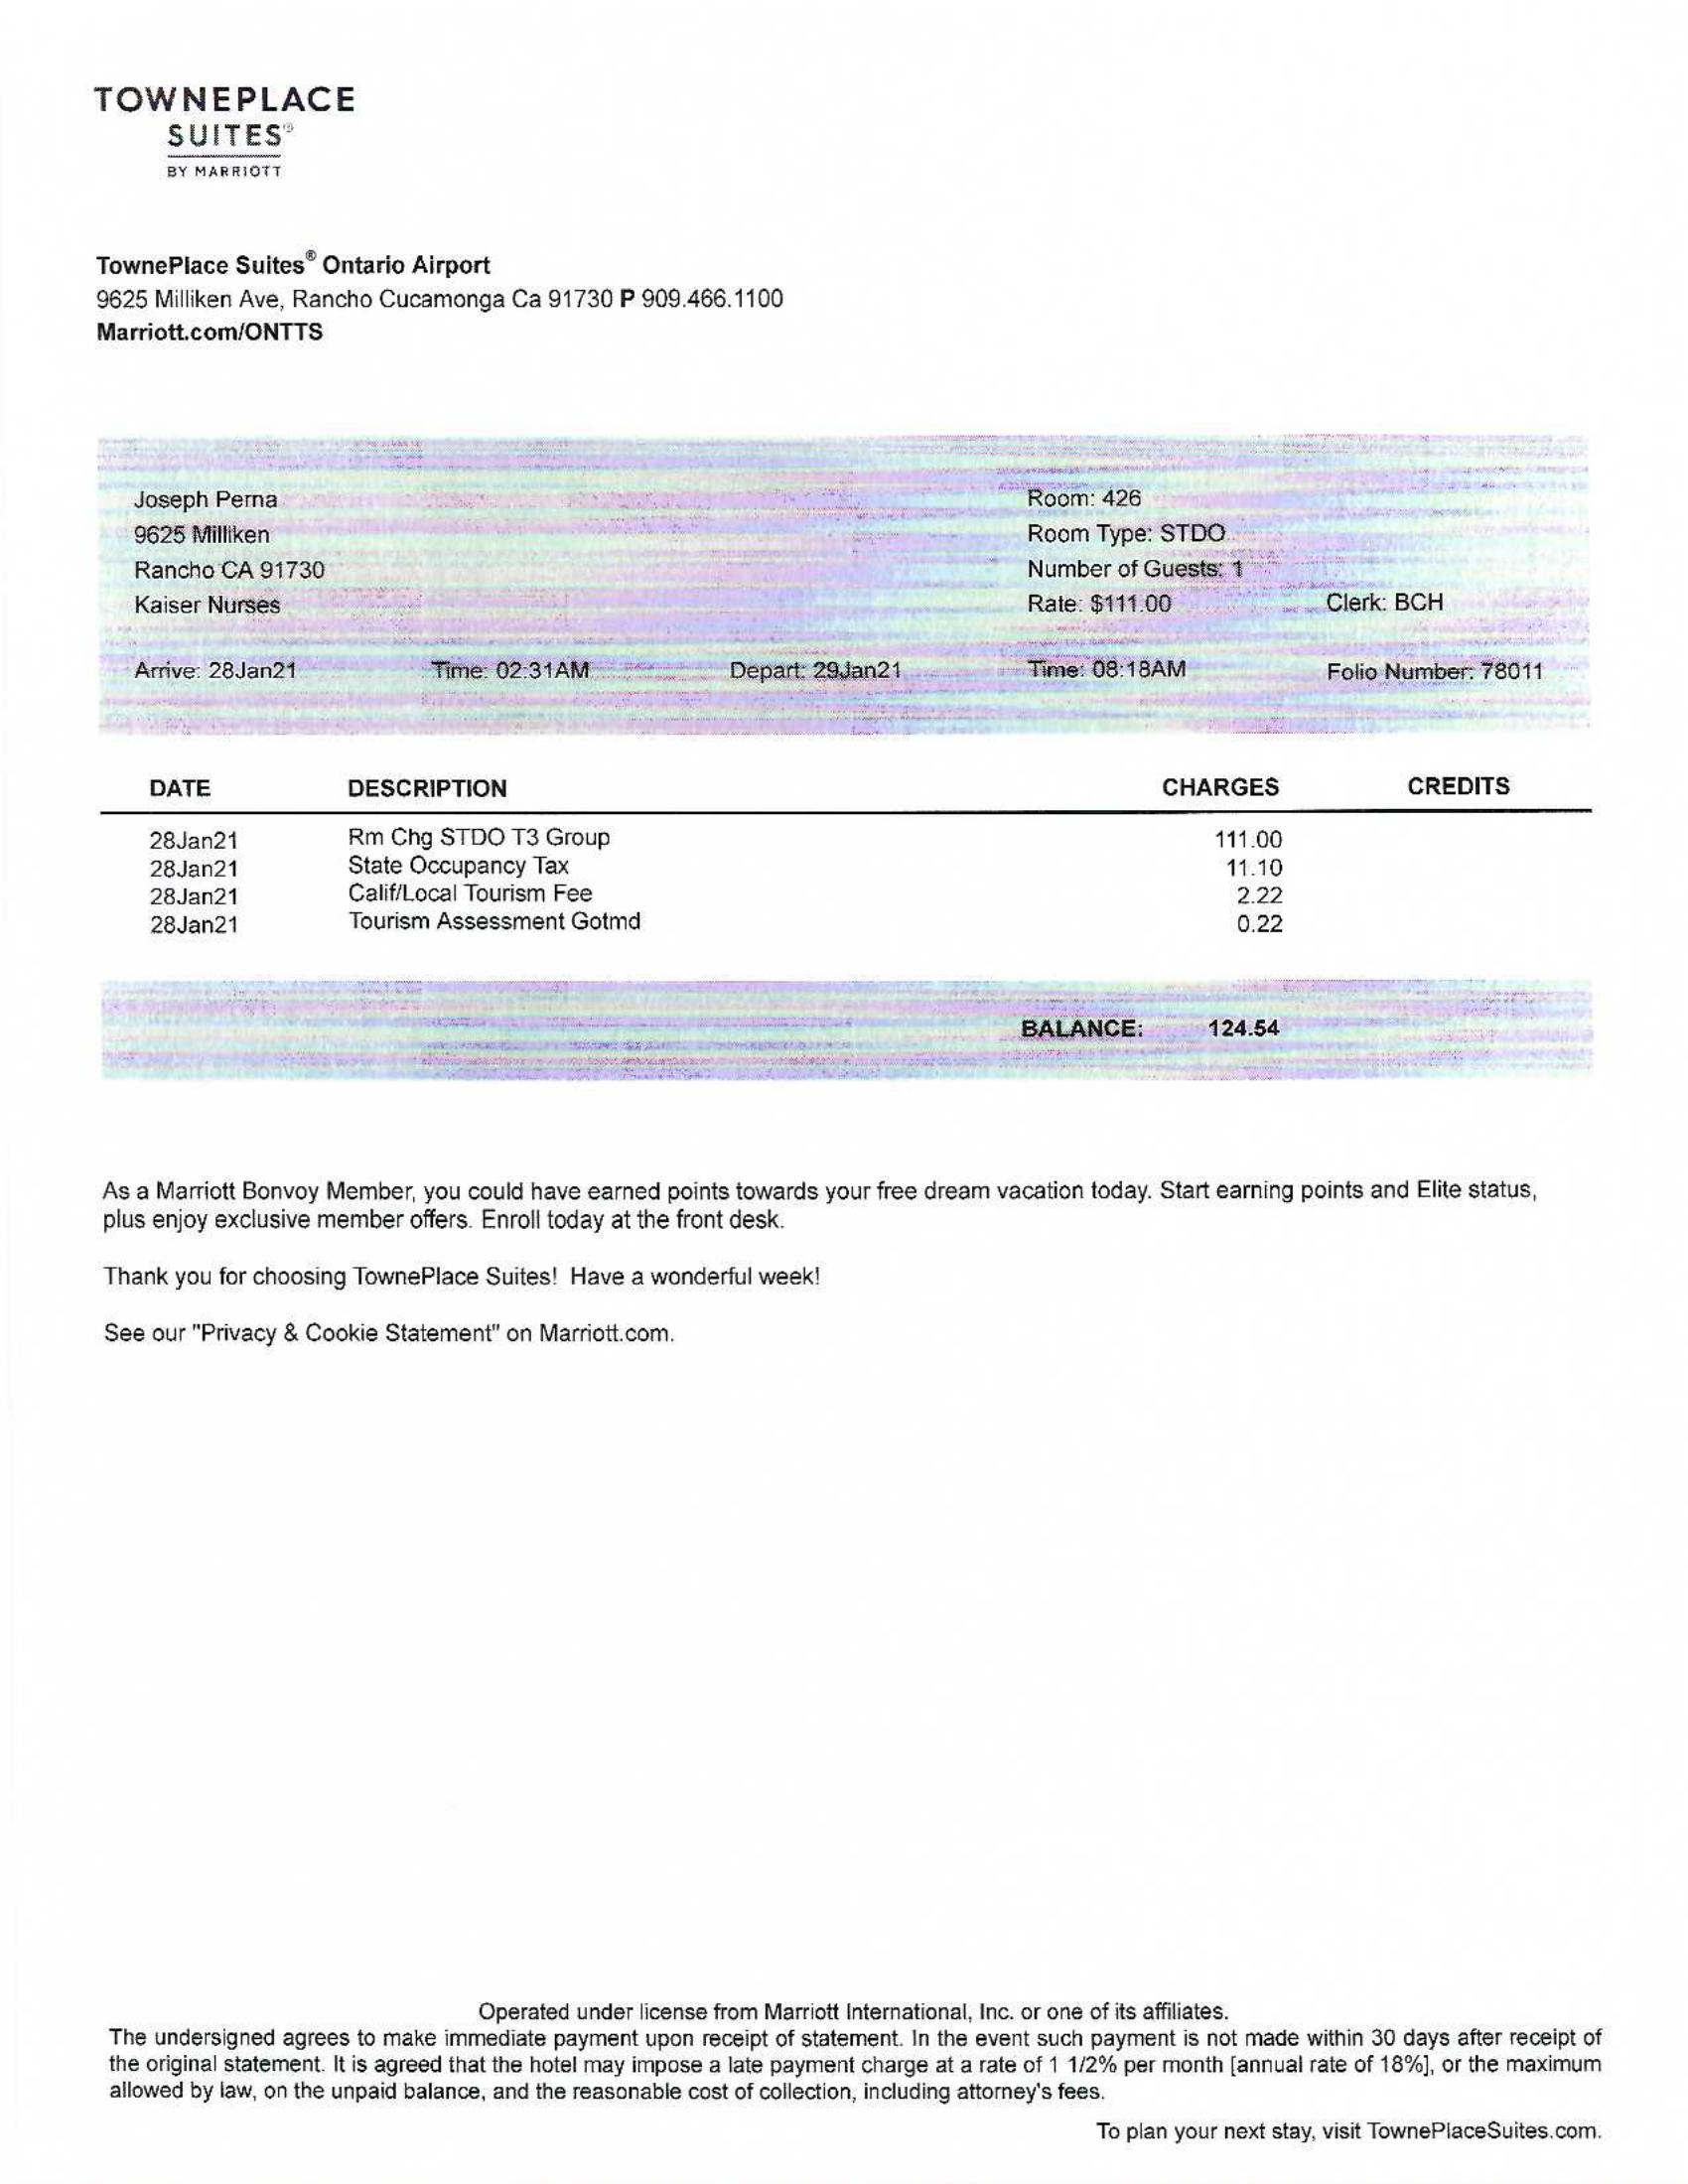 TOWNEPLACE
SUITES®
BY MARRIOTT
TownePlace Suites® Ontario Airport
9625 Milliken Ave, Rancho Cucamonga Ca 91730 P 909.466.1100
Marriott.com/ONTTS
Joseph Perna Room: 426
9625 Milliken Room Type: STDO
Rancho CA 91730 Number of Guests: 1
Kaiser Nurses Rate: $111.00 Clerk: BCH
Arrive: 28Jan21 Time: 02:31AM Depart: 29Jan21 Time: 08:18AM Folio Number: 78011
DATE DESCRIPTION CHARGES CREDITS
28Jan21 Rm Chg STDO T3 Group 111.00
28Jan21 State Occupancy Tax 11.10
28Jan21 Calif/Local Tourism Fee 2.22
28Jan21 Tourism Assessment Gotmd 0.22
BALANCE: 124.54
As a Marriott Bonvoy Member, you could have earned points towards your free dream vacation today. Start earning points and Elite status,
plus enjoy exclusive member offers. Enroll today at the front desk.
Thank you for choosing TownePlace Suites! Have a wonderful week!
See our "Privacy & Cookie Statement" on Marriott.com.
Operated under license from Marriott International, Inc. or one of its affiliates.
The undersigned agrees to make immediate payment upon receipt of statement. In the event such payment is not made within 30 days after receipt of
the original statement. It is agreed that the hotel may impose a late payment charge at a rate of 1 1/2% per month [annual rate of 18%], or the maximum
allowed by law, on the unpaid balance, and the reasonable cost of collection, including attorney's fees.
To plan your next stay, visit TownePlaceSuites.com.